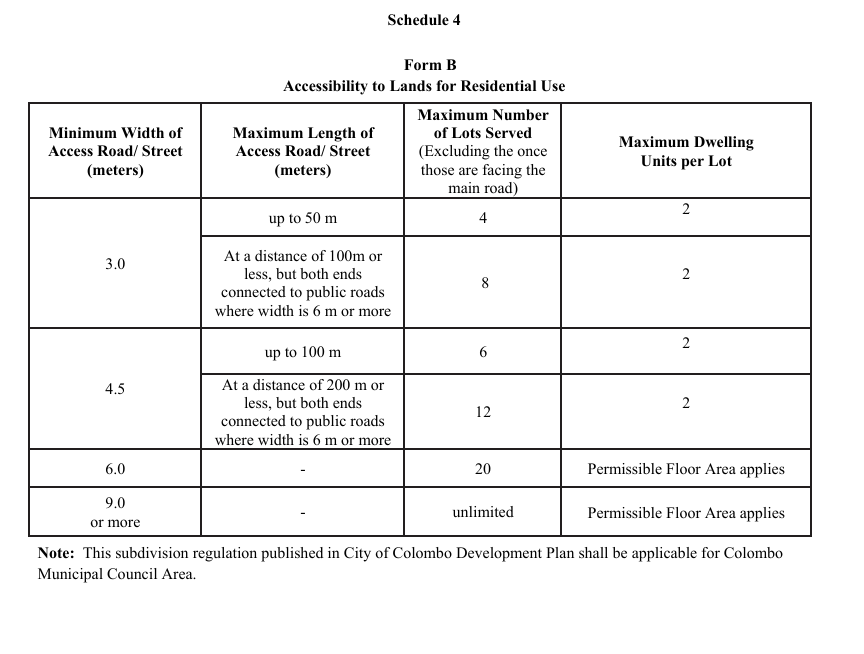 Schedule 4
Form B
Accessibility to Lands for Residential Use
Minimum Width of
Access Road/ Street
(meters)
Maximum Length of
Access Road/ Street
(meters)
Maximum Number
of Lots Served
(Excluding the once
those are facing the
main road)
Maximum Dwelling
Units per Lot
3.0
up to 50 m
4
2
At a distance of 100m or
less, but both ends
connected to public roads
where width is 6 m or more
8
2
4.5
up to 100 m
6
2
At a distance of 200 m or
less, but both ends
connected to public roads
where width is 6 m or more
12
2
6.0
-
20
Permissible Floor Area applies
9.0
or more
-
unlimited
Permissible Floor Area applies
Note: This subdivision regulation published in City of Colombo Development Plan shall be applicable for Colombo
Municipal Council Area.